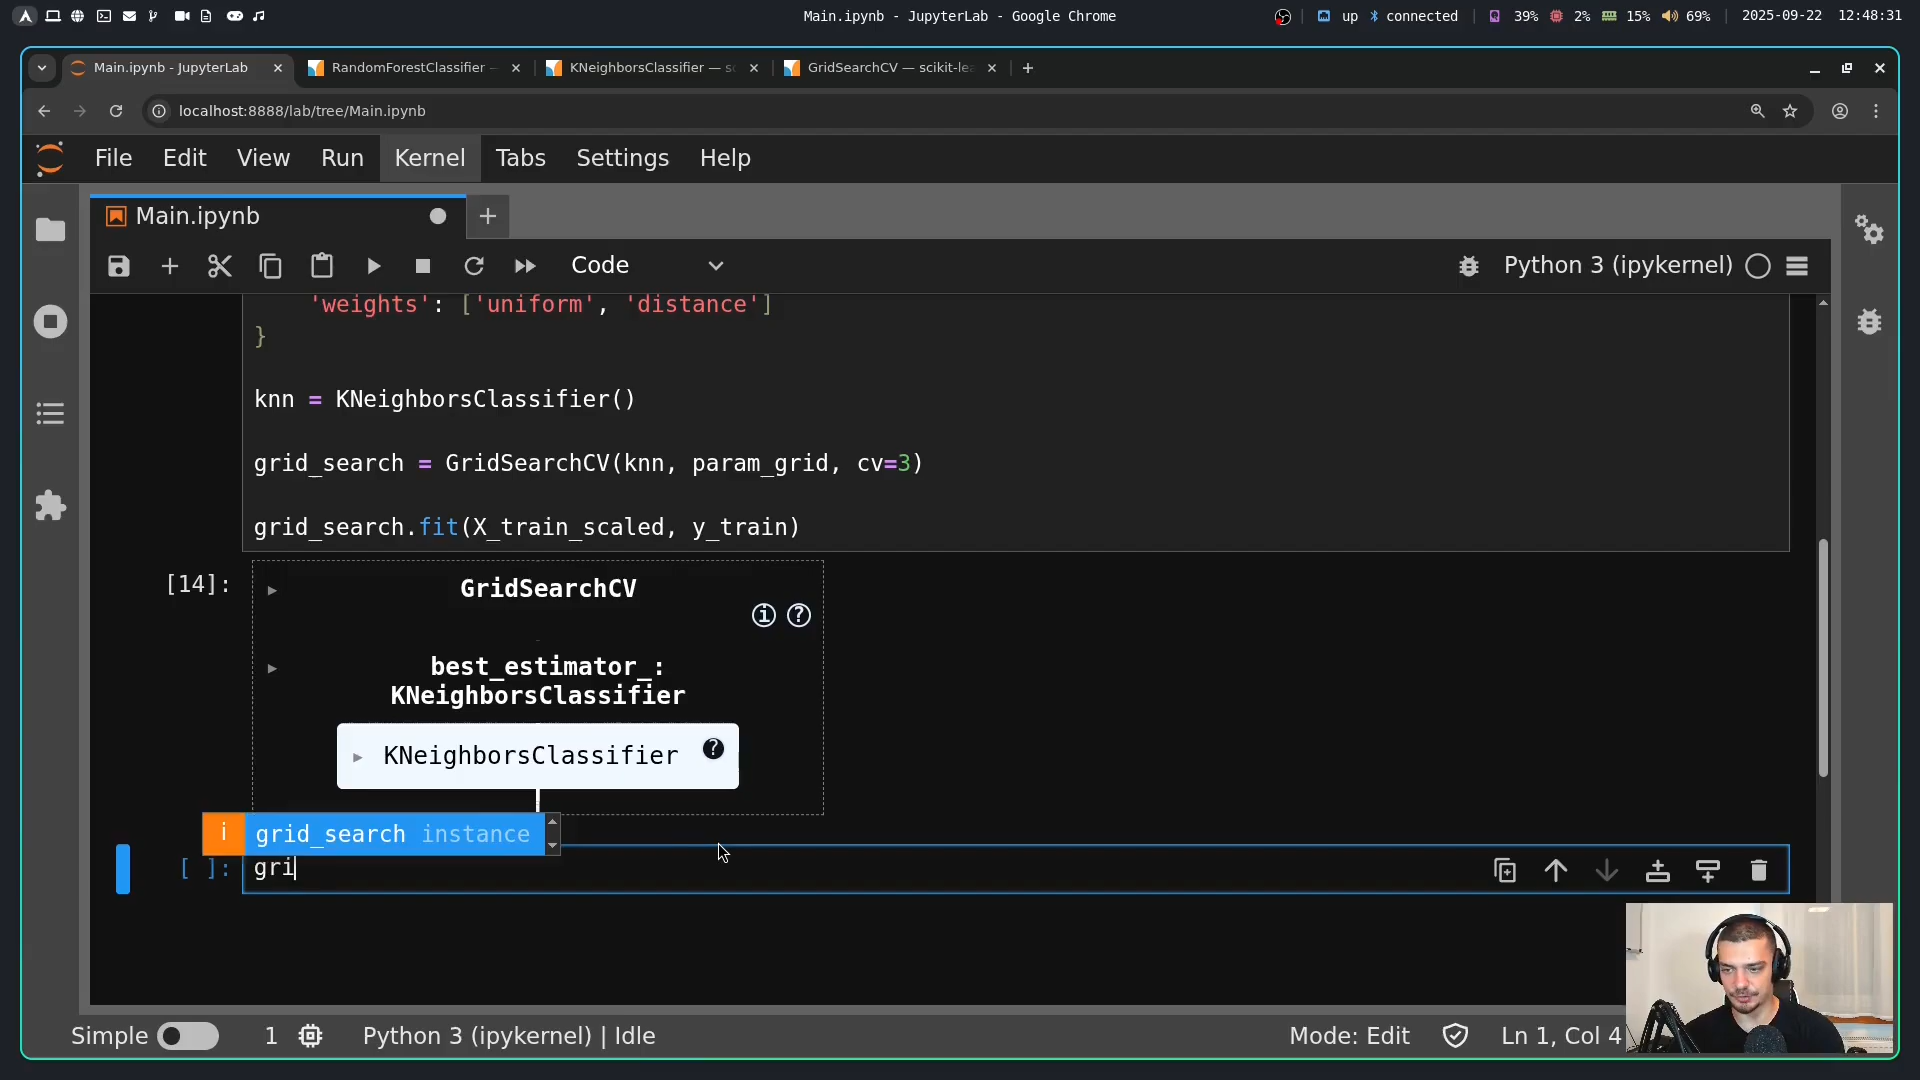 Main.ipynb - JupyterLab - Google Chrome
up
connected
39%
2%
15%
69%
2025-09-22
12:48:31
Main.ipynb - JupyterLab
RandomForestClassifier —
KNeighborsClassifier — sc
GridSearchCV — scikit-lea
localhost:8888/lab/tree/Main.ipynb
File
Edit
View
Run
Kernel
Tabs
Settings
Help
Main.ipynb
Code
Python 3 (ipykernel)
'weights': ['uniform', 'distance']
}
knn = KNeighborsClassifier()
grid_search = GridSearchCV(knn, param_grid, cv=3)
grid_search.fit(X_train_scaled, y_train)
[14]:
GridSearchCV
best_estimator_:
KNeighborsClassifier
KNeighborsClassifier
i
grid_search instance
[ ]:
gri
Simple
1
Python 3 (ipykernel) | Idle
Mode: Edit
Ln 1, Col 4